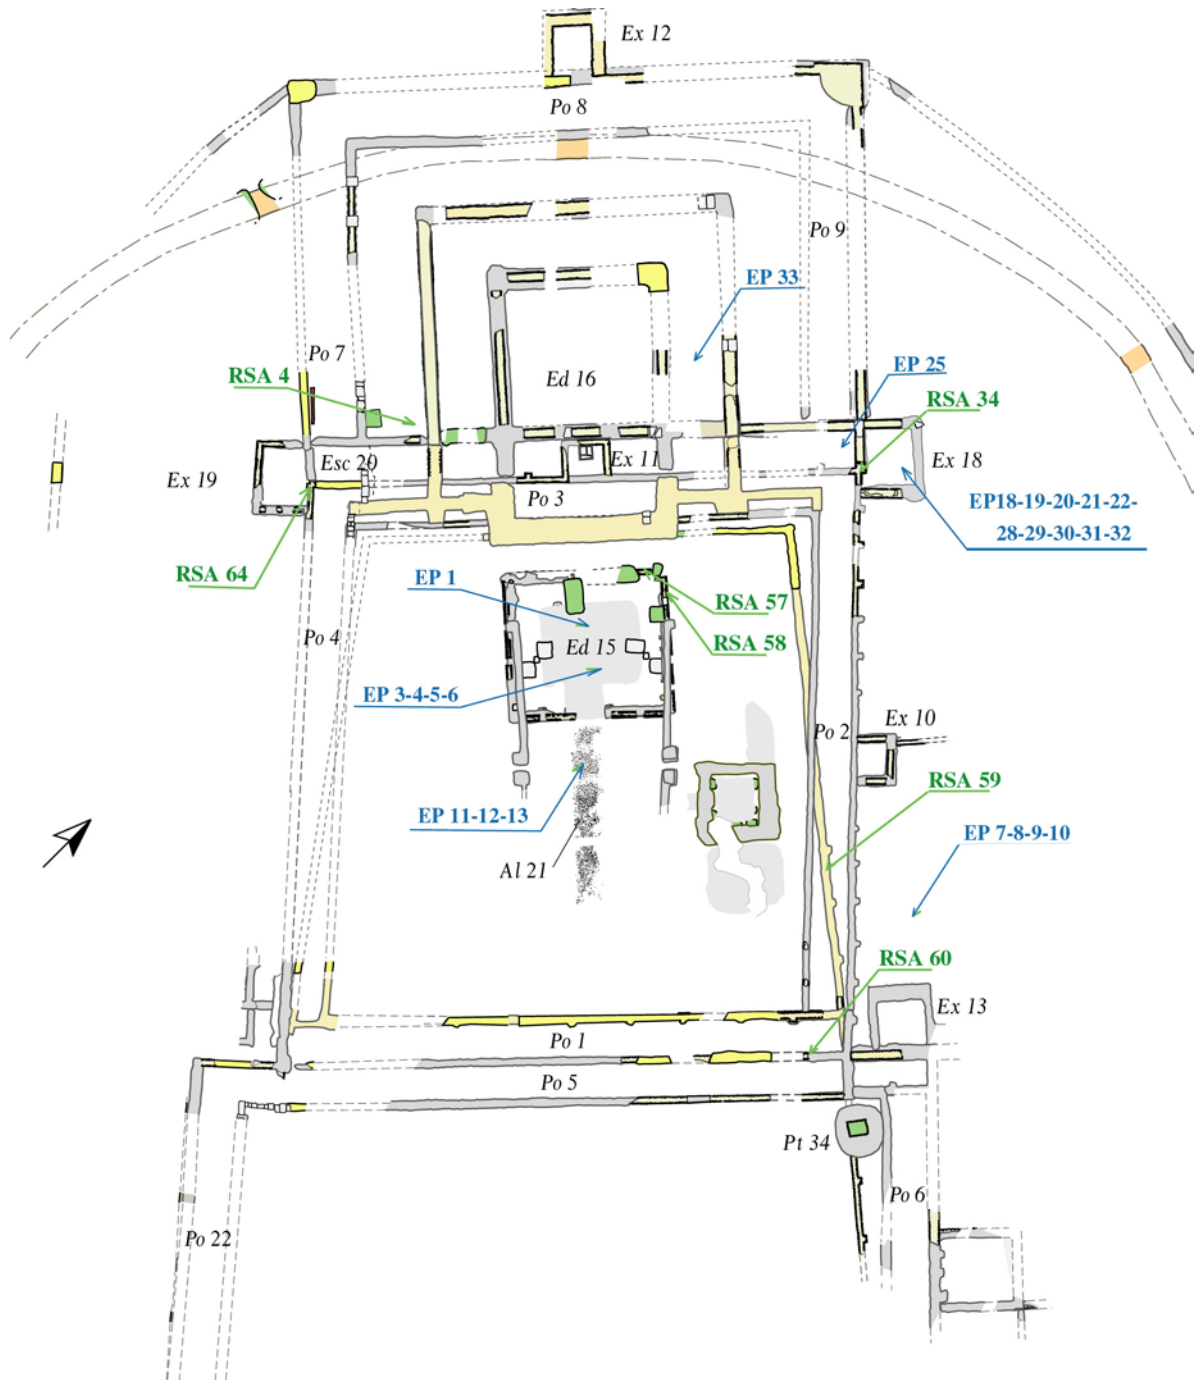 Ex 12
Po 8
Po 9
EP 33
Po 7
RSA 4
Ed 16
EP 25
RSA 34
Ex 19
Esc 20
Ex 11
Ex 18
Po 3
EP18-19-20-21-22-
28-29-30-31-32
RSA 64
EP 1
RSA 57
Po 4
Ed 15
RSA 58
EP 3-4-5-6
Po 2
Ex 10
RSA 59
EP 11-12-13
EP 7-8-9-10
Al 21
RSA 60
Ex 13
Po 1
Po 5
Pt 34
Po 6
Po 22